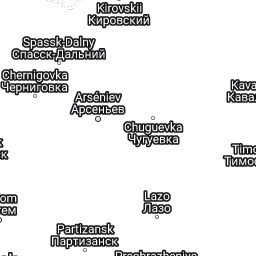 Kirovskii
Кировский
Spassk-Dalny
Спасск-Дальний
Chernigovka
Черниговка
Arséniev
Арсеньев
Chuguevka
Чугуевка
Lazo
Лазо
Partizansk
Партизанск